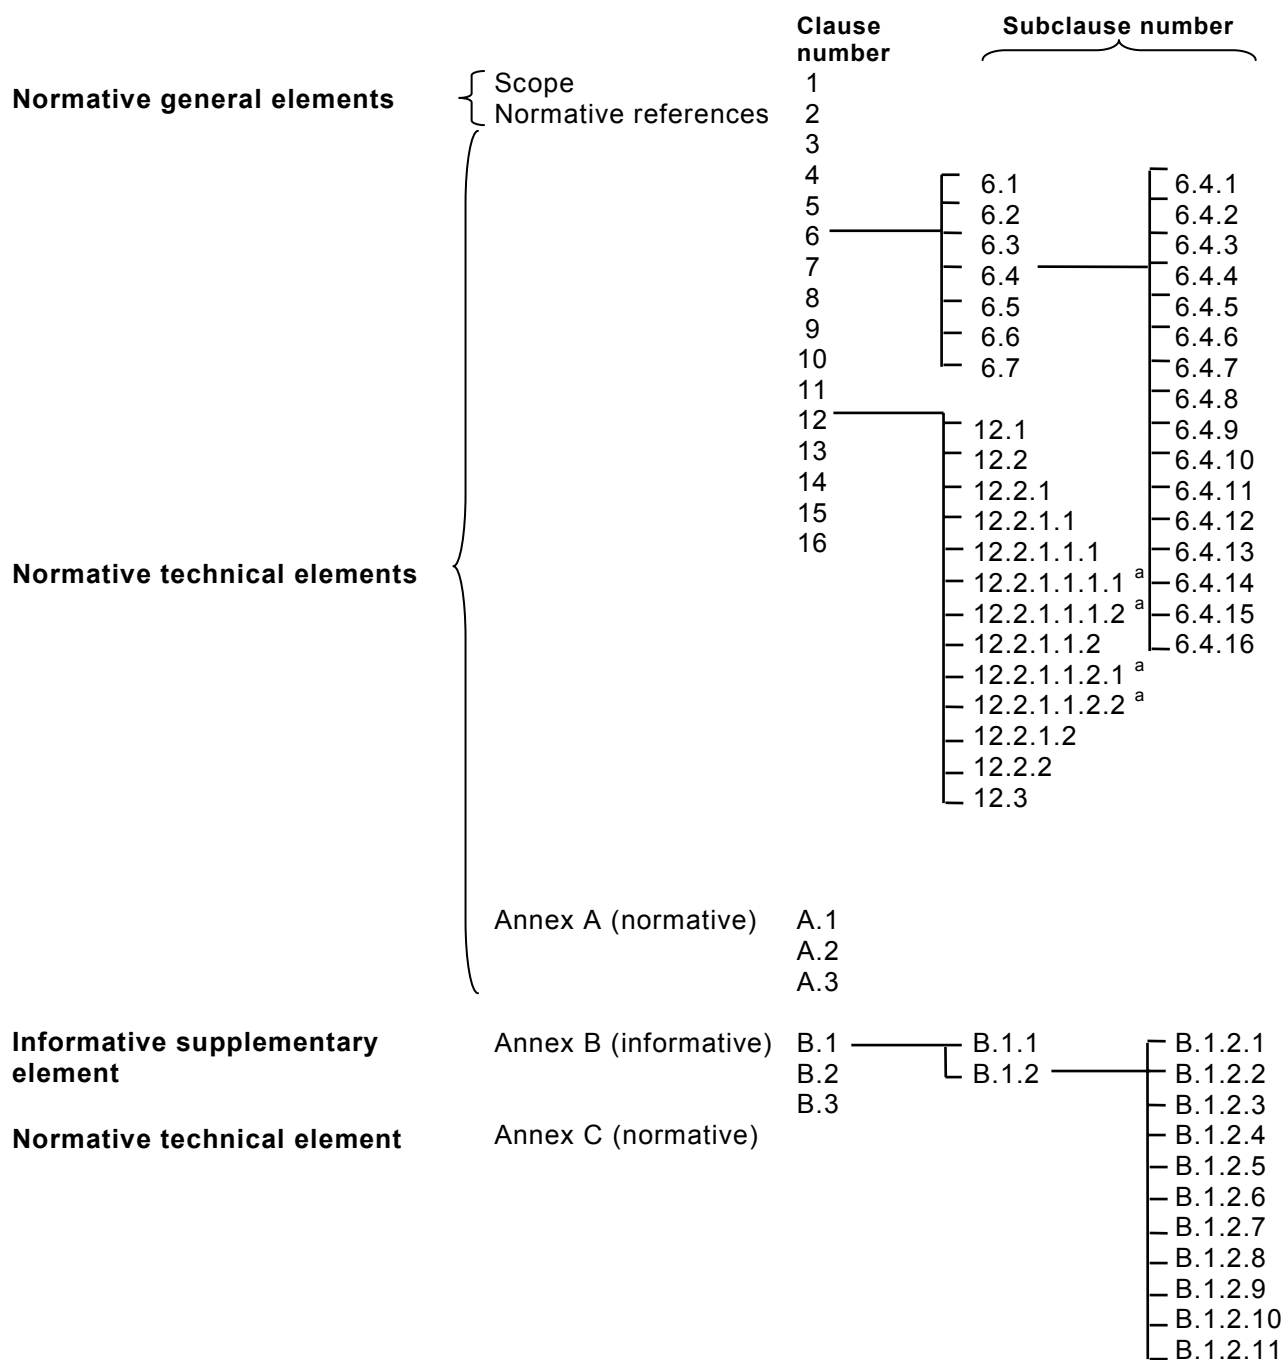 Clause number
Subclause number
Normative general elements
Scope 1
Normative references 2
3
4
5
6
7
8
9
10
11
12
13
14
15
16
6.1
6.2
6.3
6.4
6.5
6.6
6.7
6.4.1
6.4.2
6.4.3
6.4.4
6.4.5
6.4.6
6.4.7
6.4.8
6.4.9
6.4.10
6.4.11
6.4.12
6.4.13
6.4.14
6.4.15
6.4.16
12.1
12.2
12.2.1
12.2.1.1
12.2.1.1.1
12.2.1.1.1.1 a
12.2.1.1.1.2 a
12.2.1.1.2
12.2.1.1.2.1 a
12.2.1.1.2.2 a
12.2.1.2
12.2.2
12.3
Normative technical elements
Annex A (normative) A.1
A.2
A.3
Informative supplementary
element
Annex B (informative) B.1
B.2
B.3
B.1.1
B.1.2
B.1.2.1
B.1.2.2
B.1.2.3
B.1.2.4
B.1.2.5
B.1.2.6
B.1.2.7
B.1.2.8
B.1.2.9
B.1.2.10
B.1.2.11
Normative technical element
Annex C (normative)